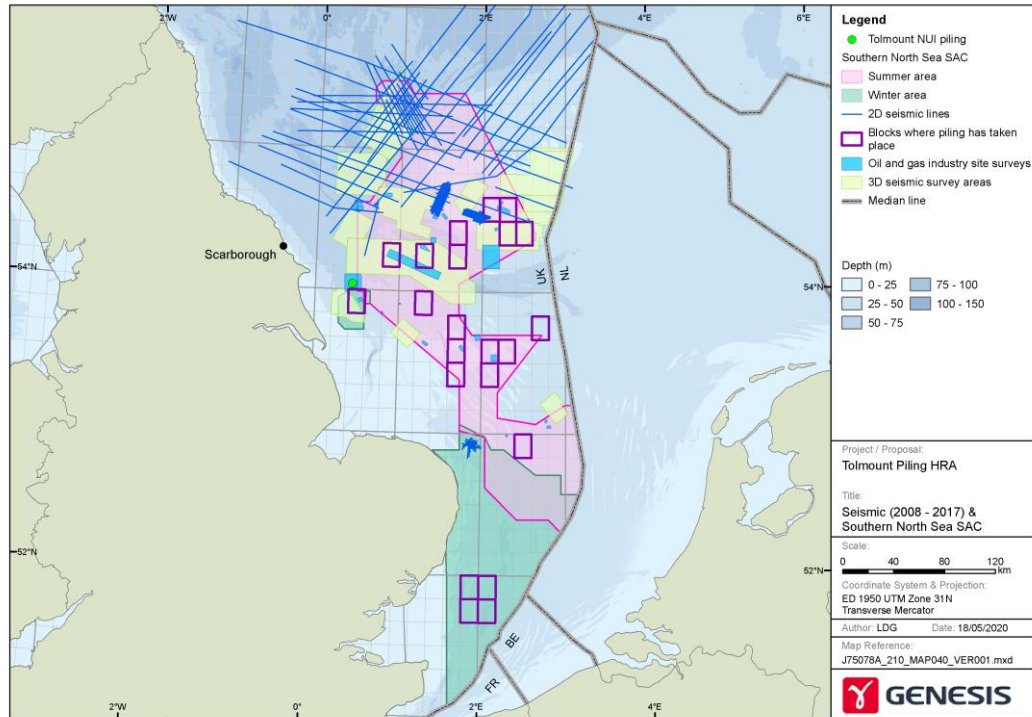 2°W
0°
2°E
4°E
6°E
Scarborough
54°N
54°N
UK
NL
52°N
52°N
BE
FR
2°W
0°
2°E
4°E
Legend
Tolmount NUI piling
Southern North Sea SAC
Summer area
Winter area
2D seismic lines
Blocks where piling has taken
place
Oil and gas industry site surveys
3D seismic survey areas
Median line
Depth (m)
0 - 25
75 - 100
25 - 50
100 - 150
50 - 75
Project / Proposal:
Tolmount Piling HRA
Title:
Seismic (2008 - 2017) &
Southern North Sea SAC
Scale:
0 40 80 120
km
Coordinate System & Projection:
ED 1950 UTM Zone 31N
Transverse Mercator
Author: LDG Date: 18/05/2020
Map Reference:
J75078A_210_MAP040_VER001.mxd
GENESIS